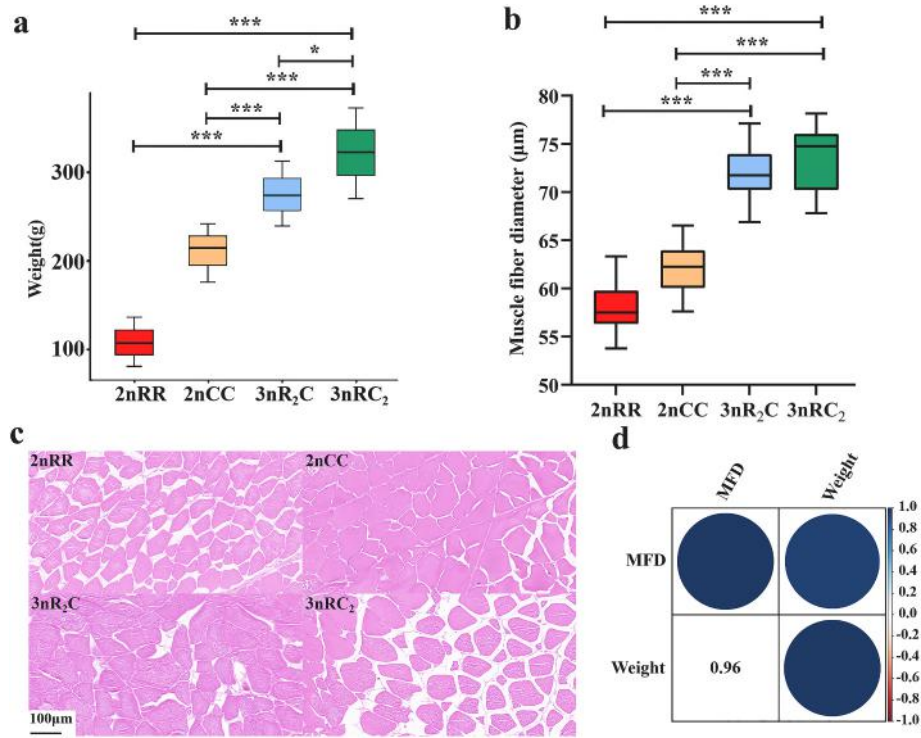 a
***
*
***
***
***
Weight(g)
300
200
100
2nRR 2nCC 3nR₂C 3nRC₂
b
***
***
***
***
Muscle fiber diameter (μm)
80
75
70
65
60
55
50
2nRR 2nCC 3nR₂C 3nRC₂
c
2nRR 2nCC
3nR₂C 3nRC₂
100μm
d
MFD Weight
MFD
Weight 0.96
1.0
0.8
0.6
0.4
0.2
0.0
-0.2
-0.4
-0.6
-0.8
-1.0